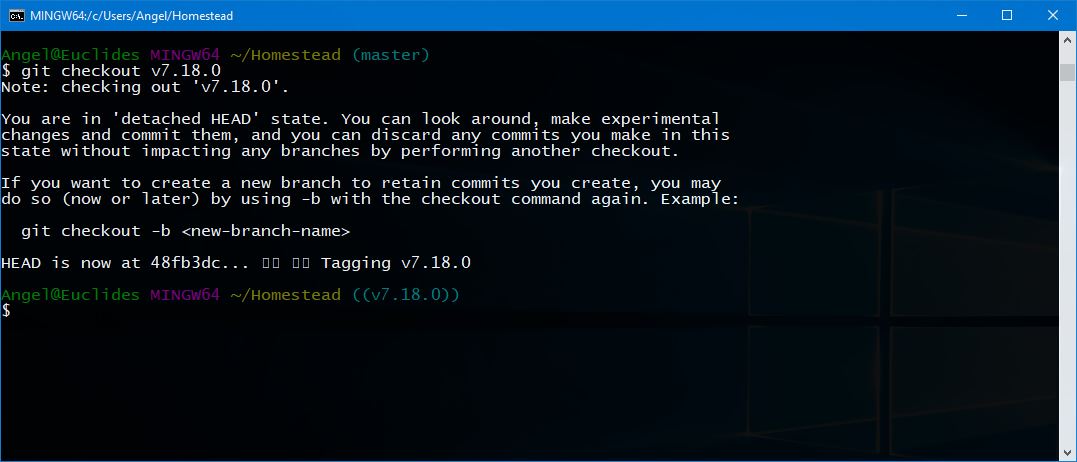 MINGW64:/c/Users/Angel/Homestead
Angel@Euclides MINGW64 ~/Homestead (master)
$ git checkout v7.18.0
Note: checking out 'v7.18.0'.
You are in 'detached HEAD' state. You can look around, make experimental
changes and commit them, and you can discard any commits you make in this
state without impacting any branches by performing another checkout.
If you want to create a new branch to retain commits you create, you may
do so (now or later) by using -b with the checkout command again. Example:
git checkout -b <new-branch-name>
HEAD is now at 48fb3dc... Tagging v7.18.0
Angel@Euclides MINGW64 ~/Homestead ((v7.18.0))
$